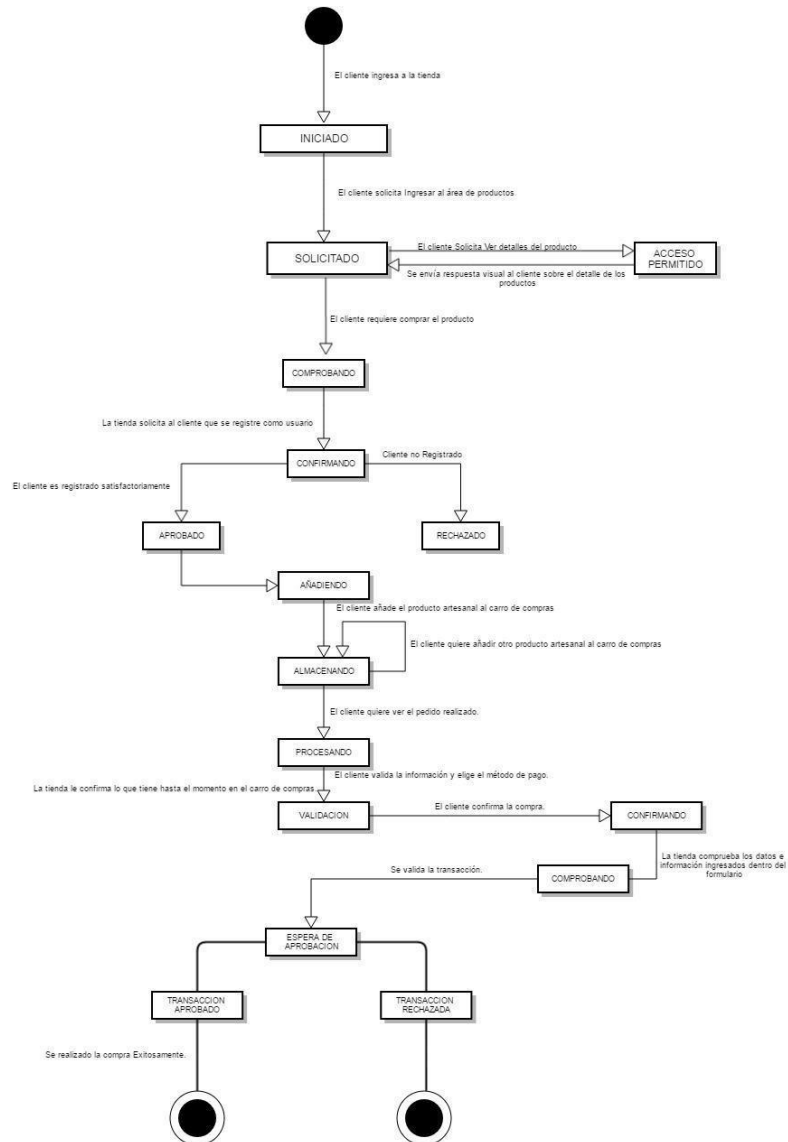 El cliente ingresa a la tienda
INICIADO
El cliente solicita Ingresar al área de productos
El cliente Solicita Ver detalles del producto
SOLICITADO
ACCESO
PERMITIDO
Se envía respuesta visual al cliente sobre el detalle de los
productos
El cliente requiere comprar el producto
COMPROBANDO
La tienda solicita al cliente que se registre como usuario
CONFIRMANDO
Cliente no Registrado
El cliente es registrado satisfactoriamente
APROBADO
RECHAZADO
AÑADIENDO
El cliente añade el producto artesanal al carro de compras
El cliente quiere añadir otro producto artesanal al carro de compras
ALMACENANDO
El cliente quiere ver el pedido realizado.
PROCESANDO
El cliente valida la información y elige el método de pago.
La tienda le confirma lo que tiene hasta el momento en el carro de compras
VALIDACION
El cliente confirma la compra.
CONFIRMANDO
La tienda comprueba los datos e
información ingresados dentro del
formulario
Se valida la transacción.
COMPROBANDO
ESPERA DE
APROBACION
TRANSACCION
APROBADO
TRANSACCION
RECHAZADA
Se realizado la compra Exitosamente.